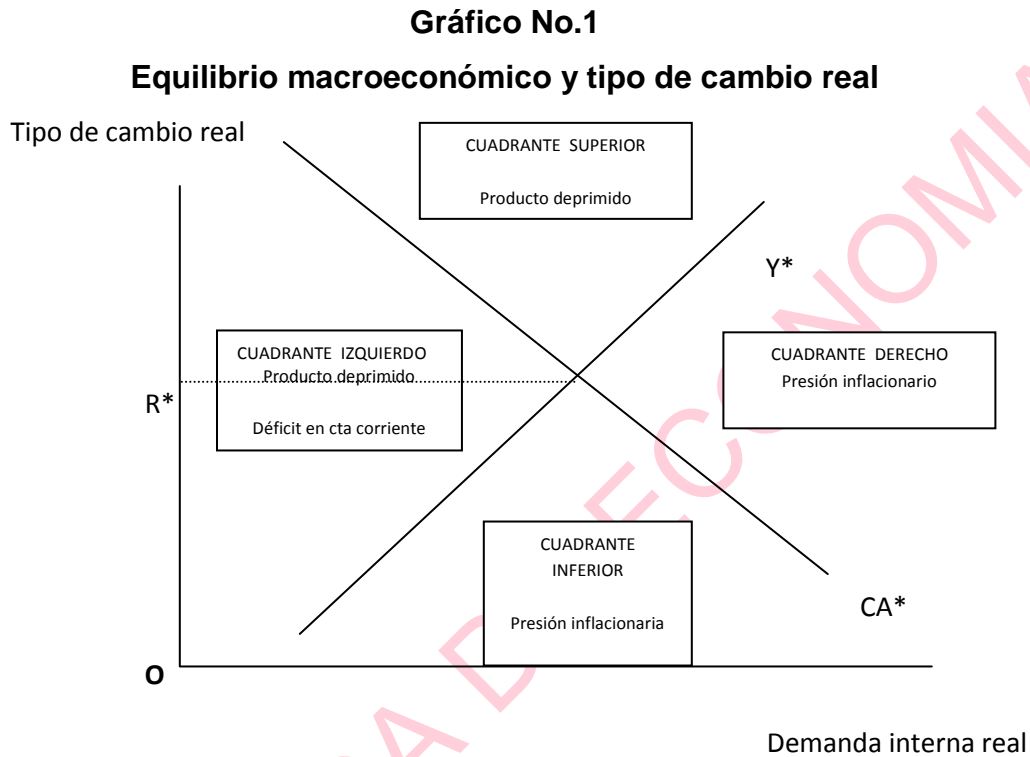 Gráfico No.1
Equilibrio macroeconómico y tipo de cambio real
Tipo de cambio real
CUADRANTE SUPERIOR
Producto deprimido
Y*
CUADRANTE IZQUIERDO
Producto deprimido
Déficit en cta corriente
CUADRANTE DERECHO
Presión inflacionario
R*
CUADRANTE
INFERIOR
Presión inflacionaria
CA*
O
Demanda interna real
A D ECONOMIA